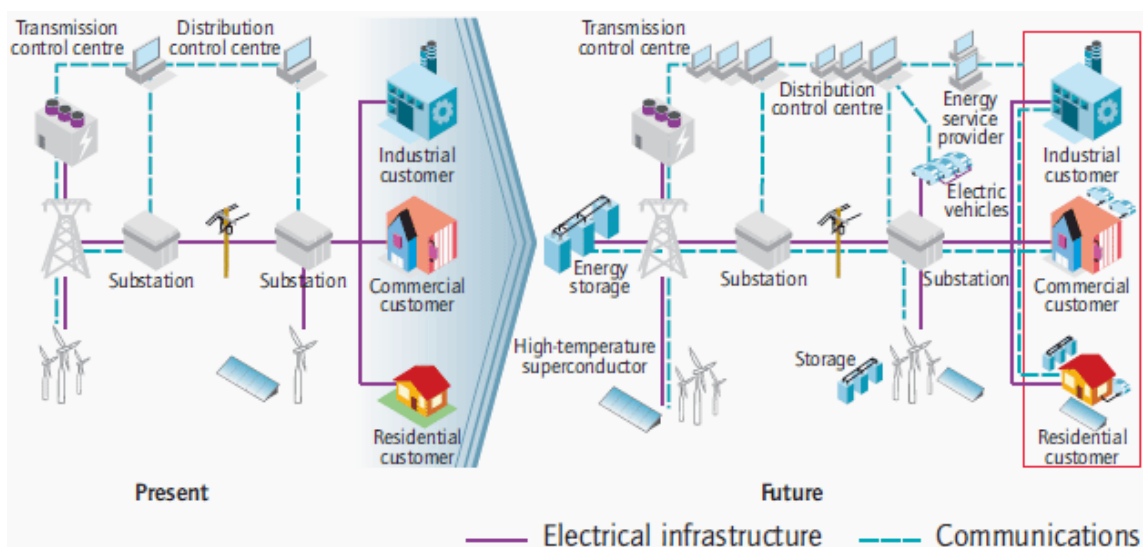 Transmission
control centre
Distribution
control centre
Industrial
customer
Substation
Substation
Commercial
customer
Residential
customer
Present
Transmission
control centre
Distribution
control centre
Energy
service
provider
Industrial
customer
Electric
vehicles
Energy
storage
Substation
Substation
Commercial
customer
High-temperature
superconductor
Storage
Residential
customer
Future
Electrical infrastructure
Communications